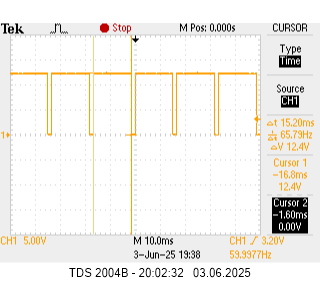 Tek Stop M Pos: 0.000s CURSOR
Type
Time
Source
CH1
Δt 15.20ms
1/Δt 65.79Hz
ΔV 12.4V
1
Cursor 1
-16.8ms
12.4V
Cursor 2
-1.60ms
0.00V
CH1 5.00V M 10.0ms CH1 / 3.20V
3-Jun-25 19:38 59.9977Hz
TDS 2004B - 20:02:32 03.06.2025